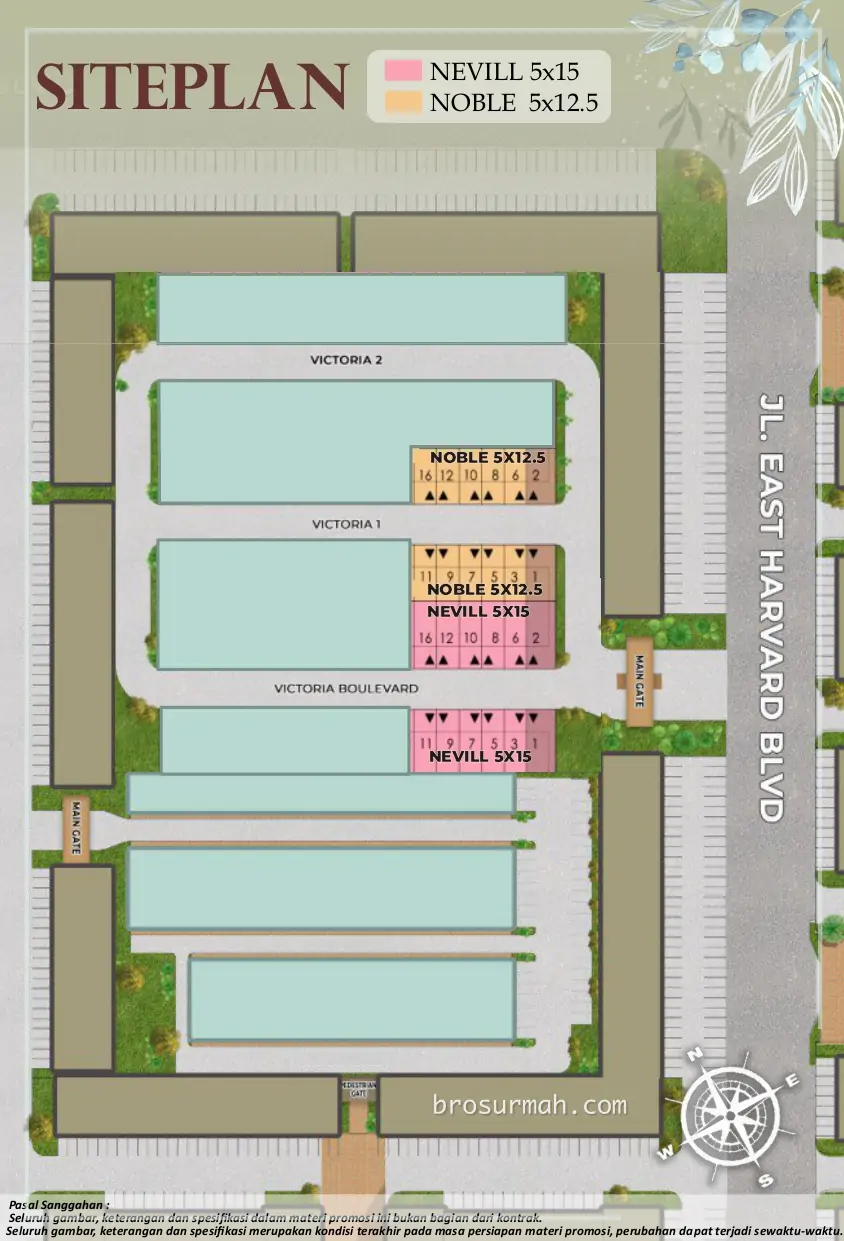 SITEPLAN
NEVILL 5x15
NOBLE 5x12.5
VICTORIA 2
NOBLE 5X12.5
16 12 10 8 6 2
VICTORIA 1
11 9 7 5 3 1
NOBLE 5X12.5
NEVILL 5X15
16 12 10 8 6 2
VICTORIA BOULEVARD
11 9 7 5 3 1
NEVILL 5X15
MAIN GATE
JL. EAST HARVARD BLVD
MAIN GATE
PEDESTRIAN
GATE
brosurmah.com
N
E
W
S
Pasal Sanggahan :
Seluruh gambar, keterangan dan spesifikasi dalam materi promosi ini bukan bagian dari kontrak.
Seluruh gambar, keterangan dan spesifikasi merupakan kondisi terakhir pada masa persiapan materi promosi, perubahan dapat terjadi sewaktu-waktu.